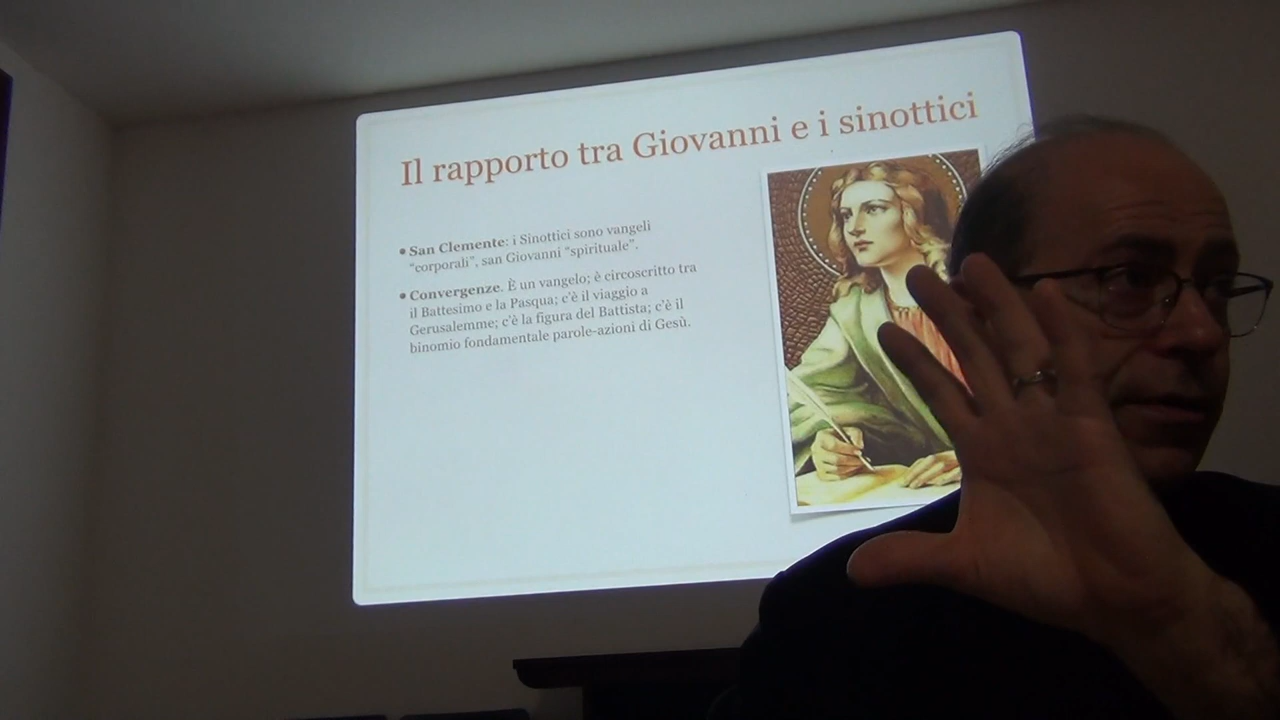 Il rapporto tra Giovanni e i sinottici
• San Clemente: i Sinottici sono vangeli
“corporali”, san Giovanni “spirituale”.
• Convergenze. È un vangelo; è circoscritto tra
il Battesimo e la Pasqua; c’è il viaggio a
Gerusalemme; c’è la figura del Battista; c’è il
binomio fondamentale parole-azioni di Gesù.